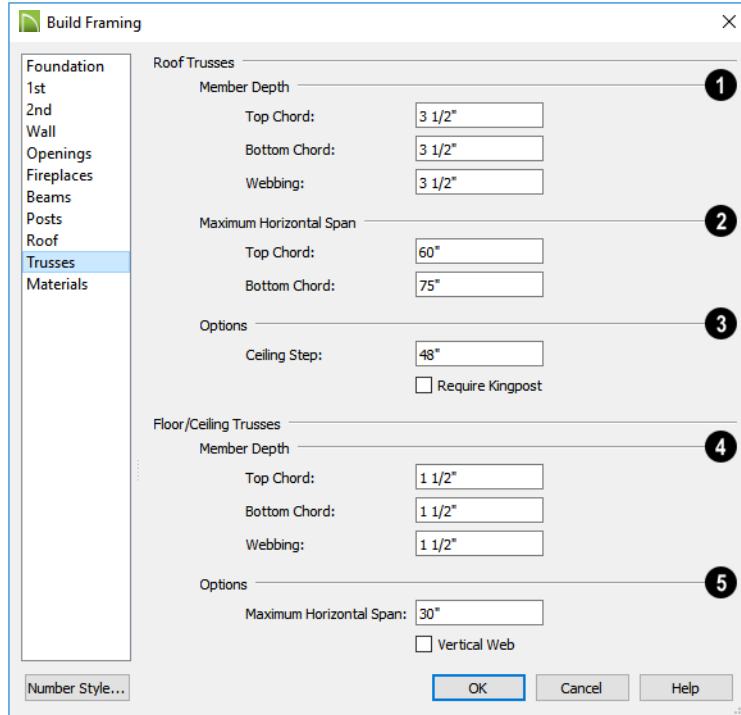 Build Framing
Foundation
1st
2nd
Wall
Openings
Fireplaces
Beams
Posts
Roof
Trusses
Materials
Number Style...
Roof Trusses
Member Depth 1
Top Chord: 3 1/2"
Bottom Chord: 3 1/2"
Webbing: 3 1/2"
Maximum Horizontal Span 2
Top Chord: 60"
Bottom Chord: 75"
Options 3
Ceiling Step: 48"
Require Kingpost
Floor/Ceiling Trusses
Member Depth 4
Top Chord: 1 1/2"
Bottom Chord: 1 1/2"
Webbing: 1 1/2"
Options 5
Maximum Horizontal Span: 30"
Vertical Web
OK Cancel Help